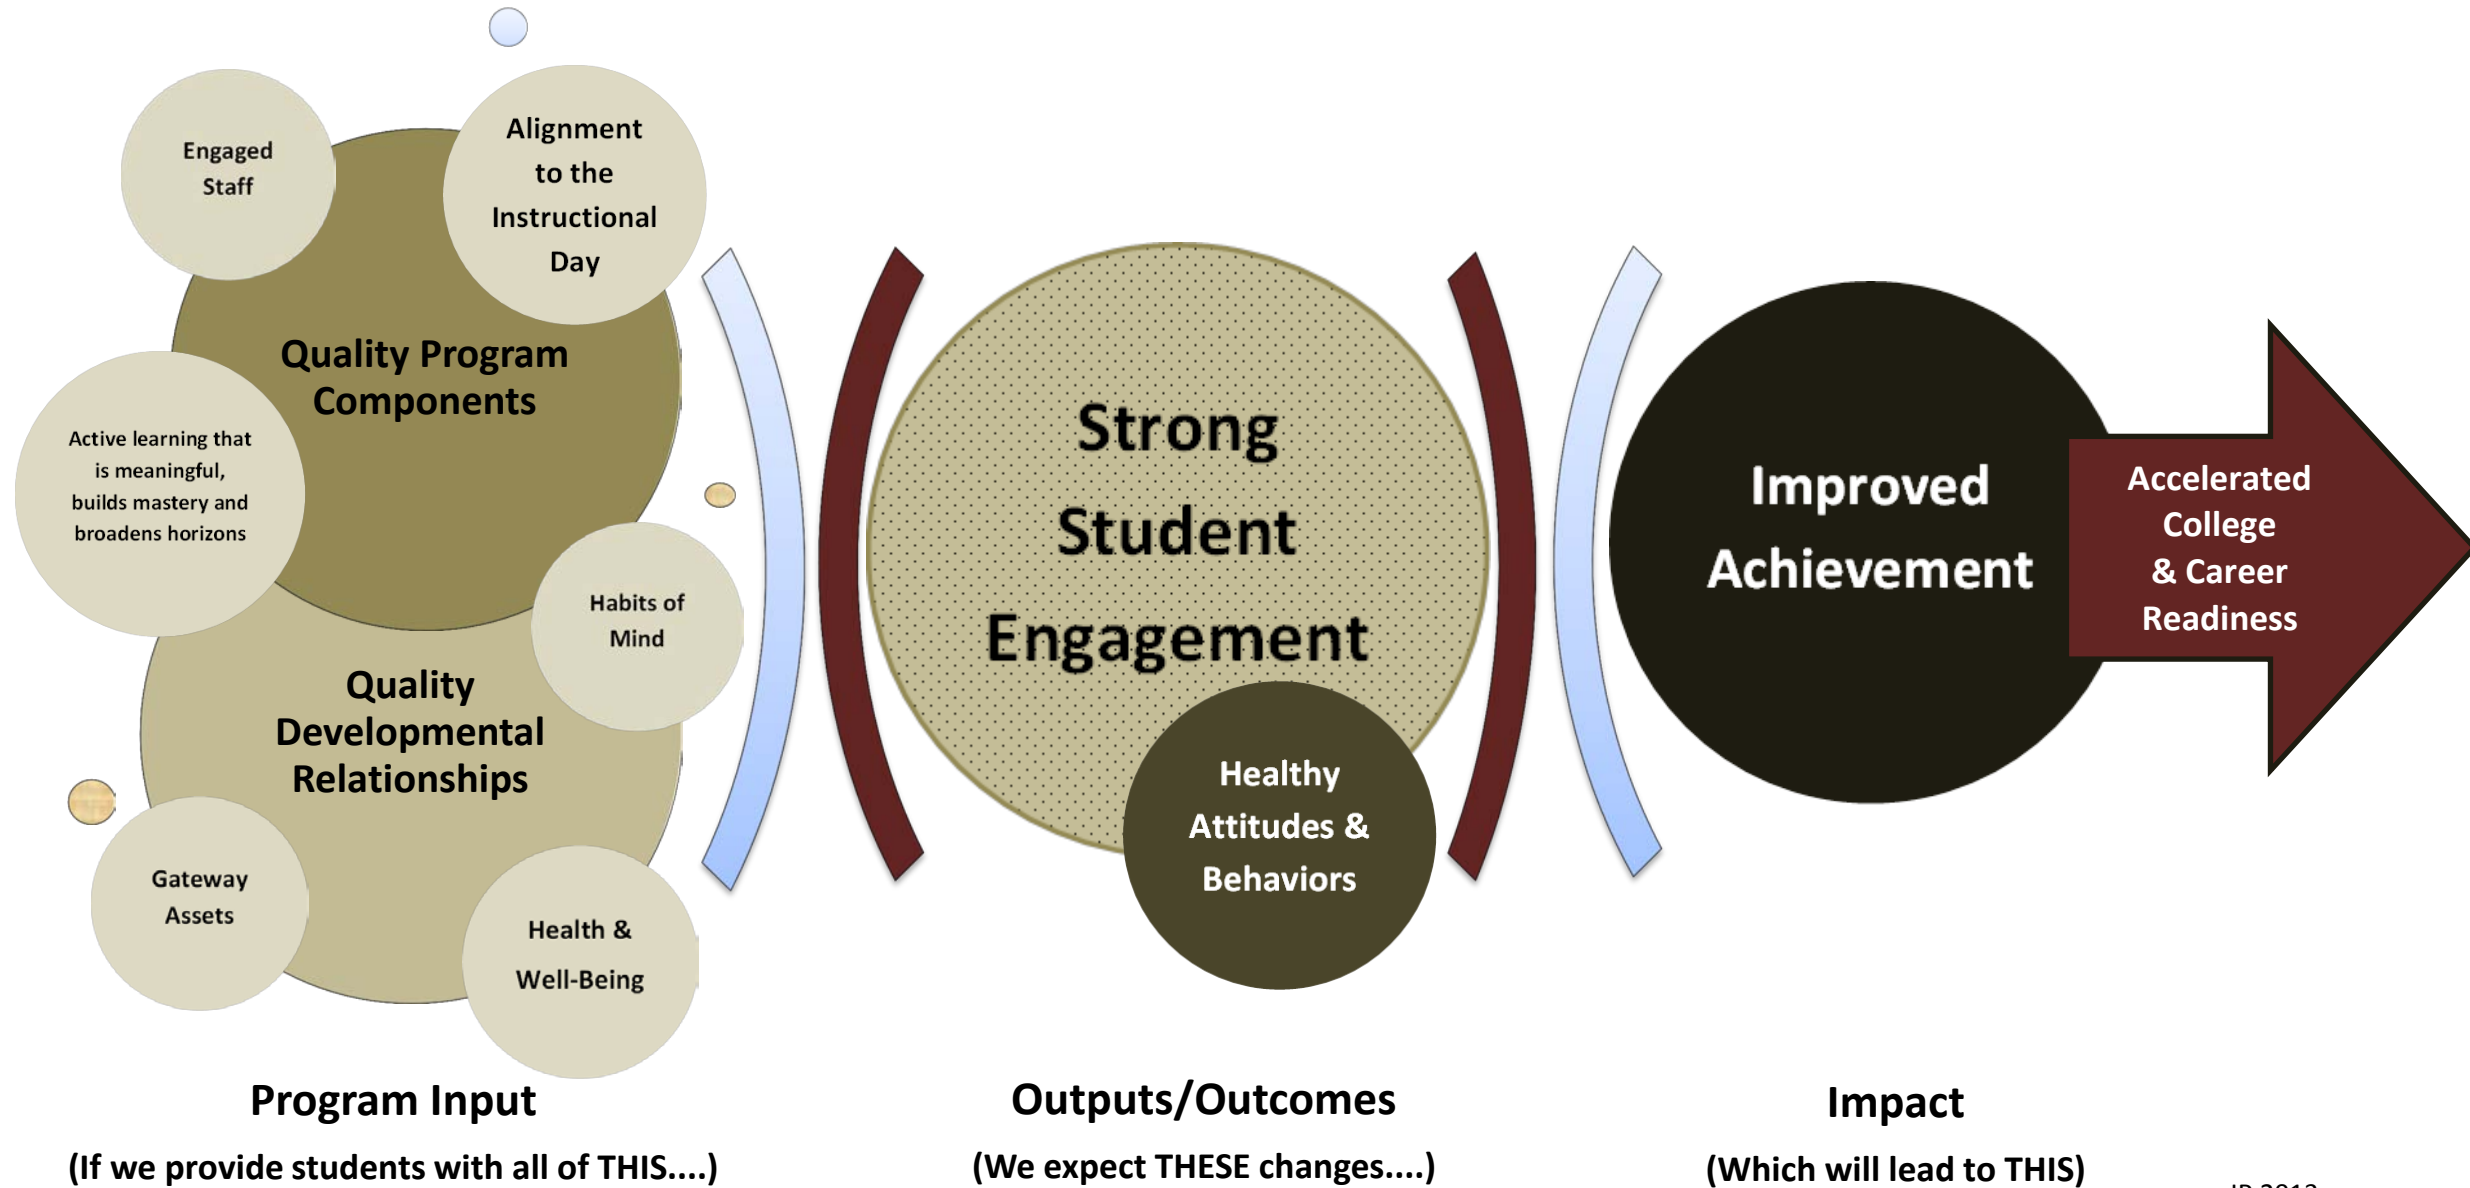 Engaged
Staff
Alignment
to the
Instructional
Day
Quality Program
Components
Active learning that
is meaningful,
builds mastery and
broadens horizons
Habits of
Mind
Quality
Developmental
Relationships
Gateway
Assets
Health &
Well-Being
Strong
Student
Engagement
Healthy
Attitudes &
Behaviors
Improved
Achievement
Accelerated
College
& Career
Readiness
Program Input
(If we provide students with all of THIS....)
Outputs/Outcomes
(We expect THESE changes....)
Impact
(Which will lead to THIS)